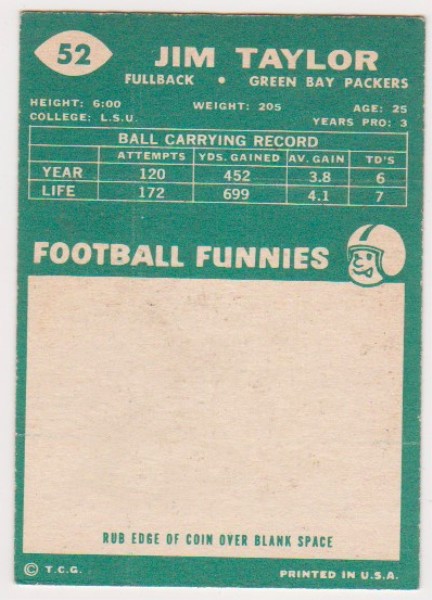 52
JIM TAYLOR
FULLBACK • GREEN BAY PACKERS
HEIGHT: 6:00 WEIGHT: 205 AGE: 25
COLLEGE: L.S.U. YEARS PRO: 3
BALL CARRYING RECORD
ATTEMPTS YDS. GAINED AV. GAIN TD'S
YEAR 120 452 3.8 6
LIFE 172 699 4.1 7
FOOTBALL FUNNIES
RUB EDGE OF COIN OVER BLANK SPACE
© T.C.G. PRINTED IN U.S.A.